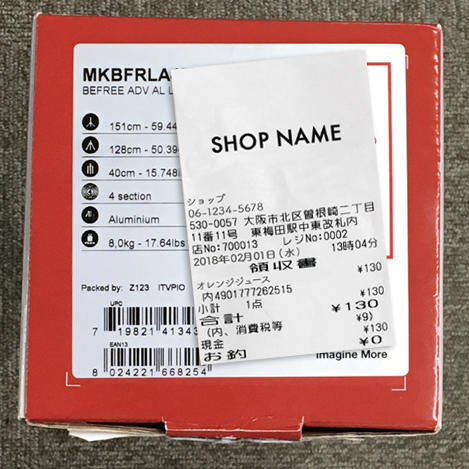 MKBFRLA
BEFREE ADV AL L
151cm - 59.44
128cm - 50.39
40cm - 15.748
4 section
Aluminium
8,0kg - 17.64lbs
Packed by: Z123 ITVPIO
UPC
7 19821 41343
EAN13
8 024221 668254
Imagine More
SHOP NAME
ショップ
06-1234-5678
530-0057 大阪市北区曽根崎二丁目
11番11号 東梅田駅中東改札内
店No:700013 レジNo:0002
2018年02月01日(水) 13時04分
領収書
オレンジジュース ¥130
内4901777262515
小計 1点 ¥130
合計 ¥130
(内、消費税等 ¥9)
現金 ¥130
お釣 ¥0